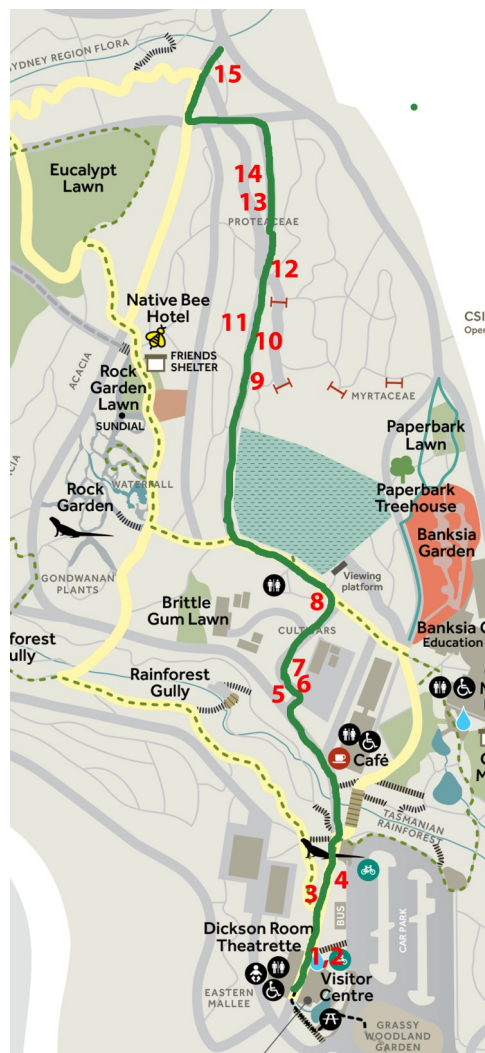 SYDNEY REGION FLORA
15
Eucalypt
Lawn
14
13
PROTEACEAE
12
Native Bee
Hotel
11
10
CSI
Oper
FRIENDS
SHELTER
ACACIA
Rock
Garden
Lawn
9
MYRTACEAE
SUNDIAL
Paperbark
Lawn
CIA
WATERFALL
Rock
Garden
Paperbark
Treehouse
Banksia
Garden
GONDWANAN
PLANTS
Viewing
platform
8
Brittle
Gum Lawn
CULTIVARS
Banksia C
Education
forest
ully
Rainforest
Gully
7
6
5
N
Café
C
M
TASMANIAN
RAINFOREST
4
3
BUS
CAR PARK
Dickson Room
Theatrette
1,2
Visitor
Centre
EASTERN
MALLEE
GRASSY
WOODLAND
GARDEN